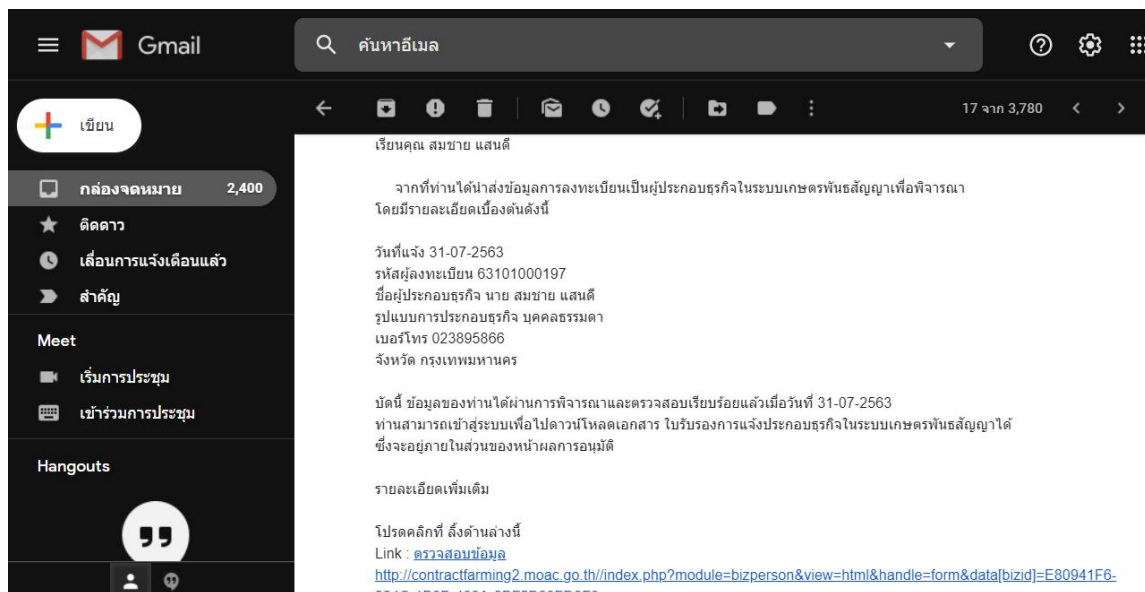 Gmail
ค้นหาอีเมล
เขียน
17 จาก 3,780
กล่องจดหมาย 2,400
ติดดาว
เลื่อนการแจ้งเตือนแล้ว
สำคัญ
Meet
เริ่มการประชุม
เข้าร่วมการประชุม
Hangouts
เรียนคุณ สมชาย แสนดี
จากที่ท่านได้นำส่งข้อมูลการลงทะเบียนเป็นผู้ประกอบธุรกิจในระบบเกษตรพันธสัญญาเพื่อพิจารณา
โดยมีรายละเอียดเบื้องต้นดังนี้
วันที่แจ้ง 31-07-2563
รหัสผู้ลงทะเบียน 63101000197
ชื่อผู้ประกอบธุรกิจ นาย สมชาย แสนดี
รูปแบบการประกอบธุรกิจ บุคคลธรรมดา
เบอร์โทร 023895866
จังหวัด กรุงเทพมหานคร
บัดนี้ ข้อมูลของท่านได้ผ่านการพิจารณาและตรวจสอบเรียบร้อยแล้วเมื่อวันที่ 31-07-2563
ท่านสามารถเข้าสู่ระบบเพื่อไปดาวน์โหลดเอกสาร ใบรับรองการแจ้งประกอบธุรกิจในระบบเกษตรพันธสัญญาได้
ซึ่งจะอยู่ภายในส่วนของหน้าผลการอนุมัติ
รายละเอียดเพิ่มเติม
โปรดคลิกที่ ลิ้งด้านล่างนี้
Link : ตรวจสอบข้อมูล
http://contractfarming2.moac.go.th//index.php?module=bizperson&view=html&handle=form&data[bizid]=E80941F6-